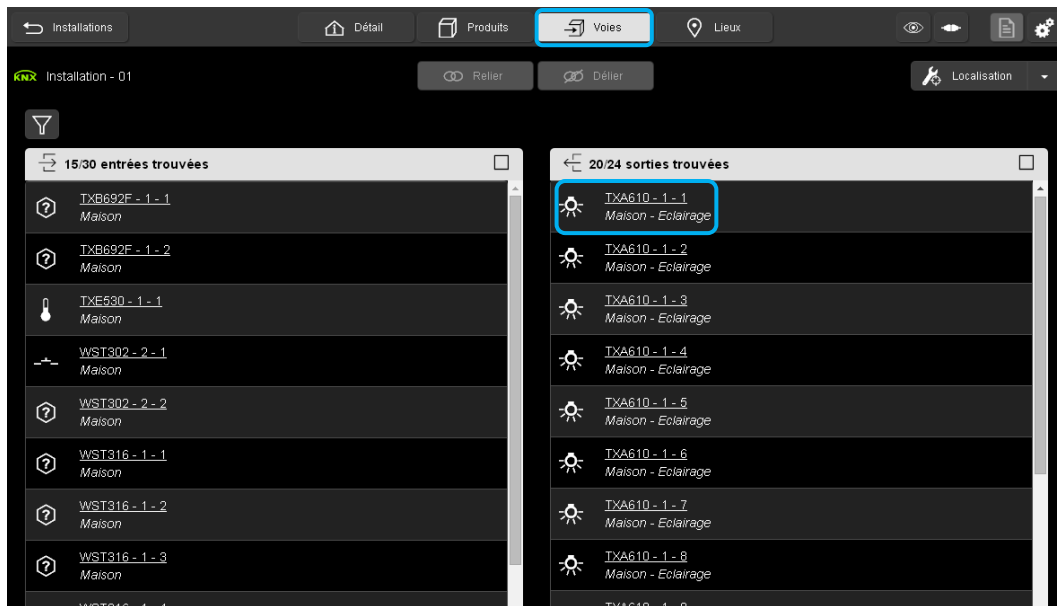 Installations
Détail
Produits
Voies
Lieux
KNX Installation - 01
Relier
Délier
Localisation
15/30 entrées trouvées
TXB692F - 1 - 1
Maison
TXB692F - 1 - 2
Maison
TXE530 - 1 - 1
Maison
WST302 - 2 - 1
Maison
WST302 - 2 - 2
Maison
WST316 - 1 - 1
Maison
WST316 - 1 - 2
Maison
WST316 - 1 - 3
Maison
20/24 sorties trouvées
TXA610 - 1 - 1
Maison - Eclairage
TXA610 - 1 - 2
Maison - Eclairage
TXA610 - 1 - 3
Maison - Eclairage
TXA610 - 1 - 4
Maison - Eclairage
TXA610 - 1 - 5
Maison - Eclairage
TXA610 - 1 - 6
Maison - Eclairage
TXA610 - 1 - 7
Maison - Eclairage
TXA610 - 1 - 8
Maison - Eclairage